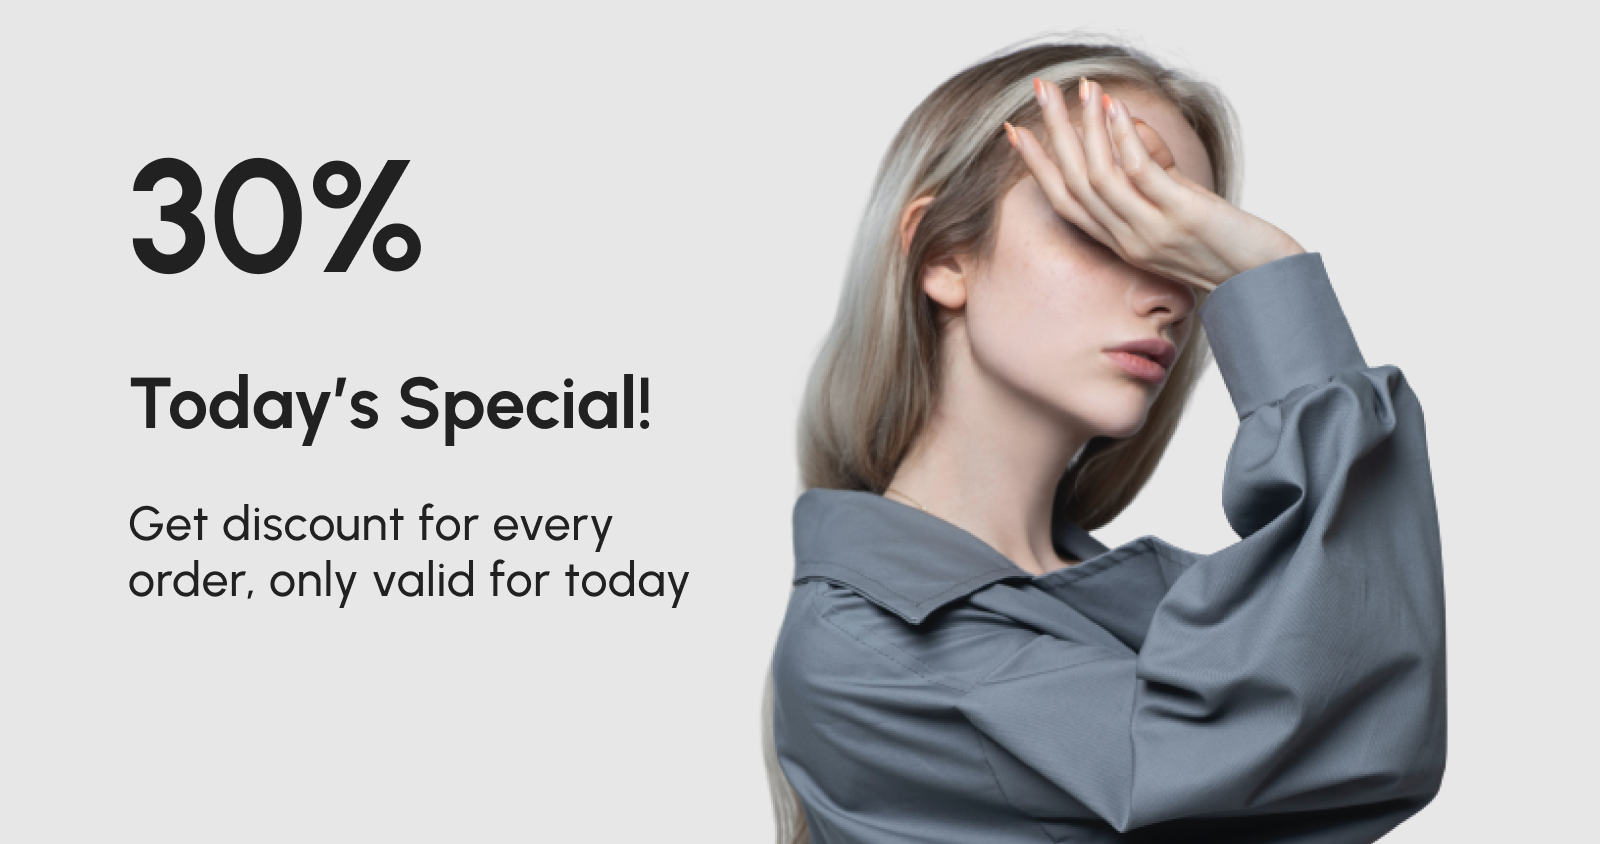 30%
Today’s Special!
Get discount for every
order, only valid for today